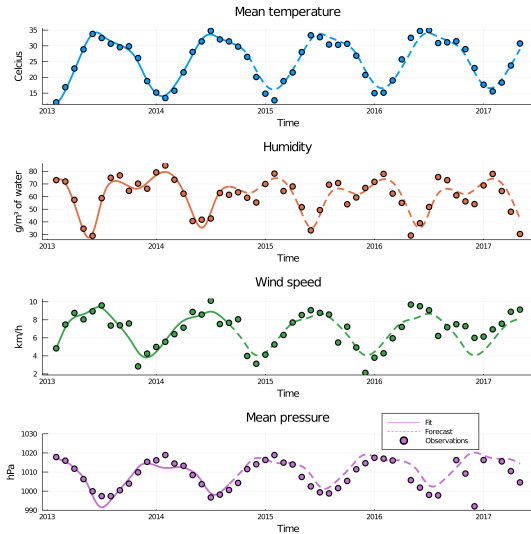 Mean temperature
35
30
25
20
15
Celcius
2013
2014
2015
2016
2017
Time
Humidity
80
70
60
50
40
30
g/m³ of water
2013
2014
2015
2016
2017
Time
Wind speed
10
8
6
4
2
km/h
2013
2014
2015
2016
2017
Time
Mean pressure
Fit
Forecast
Observations
1030
1020
1010
1000
990
hPa
2013
2014
2015
2016
2017
Time